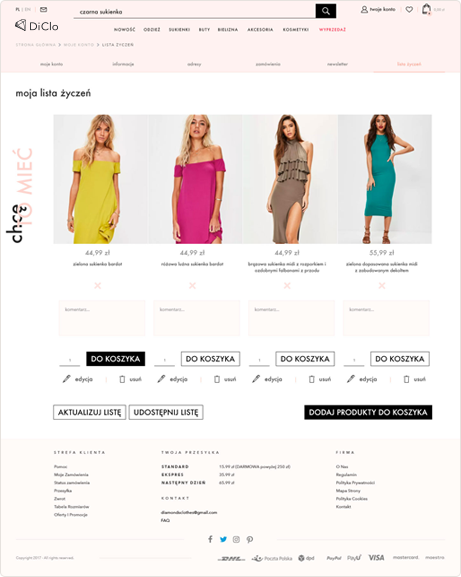 PL / EN
czarna sukienka
twoje konto
DiClo
NOWOŚĆ ODZIEŻ SUKIENKI BUTY BIELIZNA AKCESORIA KOSMETYKI WYPRZEDAŻ
STRONA GŁÓWNA > MOJE KONTO > LISTA ŻYCZEŃ
moje konto informacje adresy zamówienia newsletter lista życzeń
moja lista życzeń
chcę
TO MIEĆ
44,99 zł 44,99 zł 44,99 zł 55,99 zł
zielona sukienka bardot różowa luźna sukienka bardot brązowa sukienka midi z rozporkiem i zielona dopasowana sukienka midi
ozdobnymi falbanami z przodu z zabudowanym dekoltem
komentarz... komentarz... komentarz... komentarz...
1 DO KOSZYKA 1 DO KOSZYKA 1 DO KOSZYKA 1 DO KOSZYKA
edycja usuń edycja usuń edycja usuń edycja usuń
AKTUALIZUJ LISTĘ UDOSTĘPNIJ LISTĘ DODAJ PRODUKTY DO KOSZYKA
STREFA KLIENTA TWOJA PRZESYŁKA FIRMA
Pomoc STANDARD 15,99 zł (DARMOWA powyżej 250 zł) O Nas
Moje Zamówienie EKSPRES 30,99 zł Regulamin
Status zamówienia NASTĘPNY DZIEŃ 60,99 zł Polityka Prywatności
Przesyłka Mapa Strony
Zwrot KONTAKT Polityka Cookies
Tabela Rozmiarów diamondsclothes@gmail.com Kontakt
Oferty i Promocje FAQ
Copyright 2017 . All rights reserved. DHL Poczta Polska dpd PayPal PayU VISA mastercard. maestro.